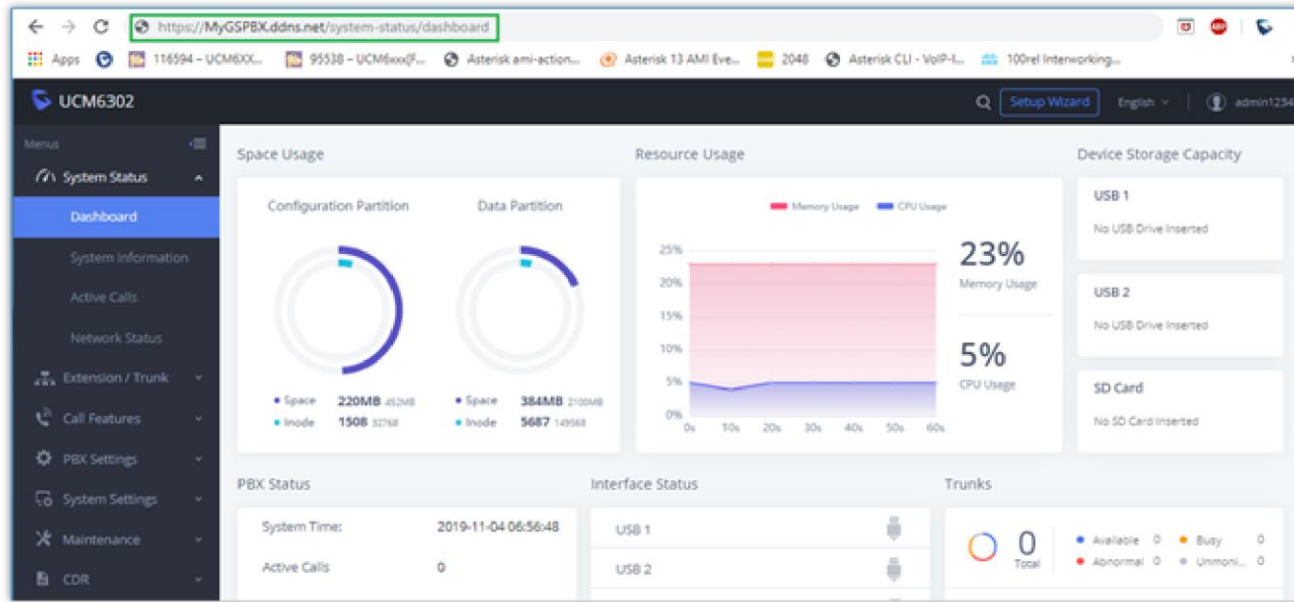 https://MyGSPBX.ddns.net/system-status/dashboard
Apps 116594 – UCM6XX... 95538 – UCM6xxx(F... Asterisk ami-action... Asterisk 13 AMI Eve... 2048 Asterisk CLI - VoIP-I... 100rel Interworking...
UCM6302 Setup Wizard English admin1234
Menus
System Status
Dashboard
System Information
Active Calls
Network Status
Extension / Trunk
Call Features
PBX Settings
System Settings
Maintenance
CDR
Space Usage
Configuration Partition Data Partition
Space 220MB 452MB Space 384MB 2100MB
Inode 1508 32768 Inode 5687 149568
Resource Usage
Memory Usage CPU Usage
25%
20%
15%
10%
5%
0%
0s 10s 20s 30s 40s 50s 60s
23%
Memory Usage
5%
CPU Usage
Device Storage Capacity
USB 1
No USB Drive Inserted
USB 2
No USB Drive Inserted
SD Card
No SD Card Inserted
PBX Status
System Time: 2019-11-04 06:56:48
Active Calls 0
Interface Status
USB 1
USB 2
Trunks
0
Total
Available 0 Busy 0
Abnormal 0 Unmoni... 0